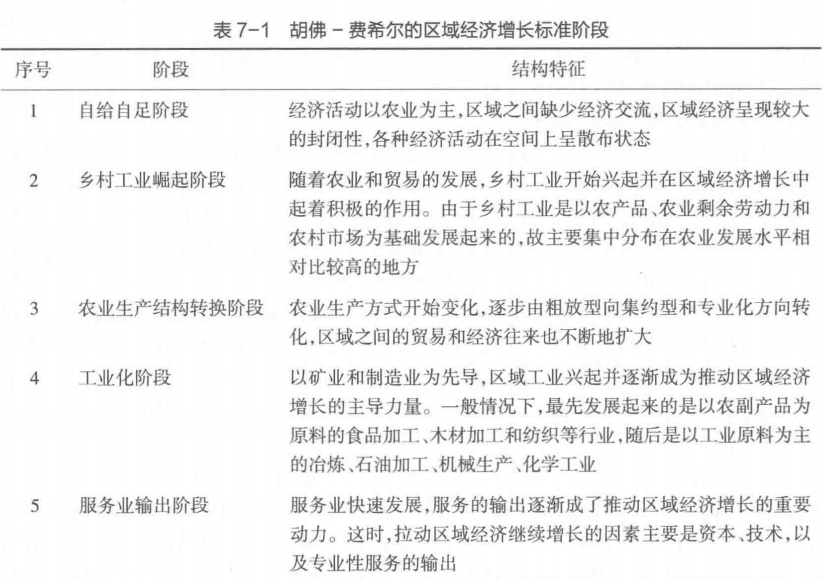 表 7-1 胡佛-费希尔的区域经济增长标准阶段
序号 阶段 结构特征
1 自给自足阶段 经济活动以农业为主,区域之间缺少经济交流,区域经济呈现较大
的封闭性,各种经济活动在空间上呈散布状态
2 乡村工业崛起阶段 随着农业和贸易的发展,乡村工业开始兴起并在区域经济增长中
起着积极的作用。由于乡村工业是以农产品、农业剩余劳动力和
农村市场为基础发展起来的,故主要集中分布在农业发展水平相
对比较高的地方
3 农业生产结构转换阶段 农业生产方式开始变化,逐步由粗放型向集约型和专业化方向转
化,区域之间的贸易和经济往来也不断地扩大
4 工业化阶段 以矿业和制造业为先导,区域工业兴起并逐渐成为推动区域经济
增长的主导力量。一般情况下,最先发展起来的是以农副产品为
原料的食品加工、木材加工和纺织等行业,随后是以工业原料为主
的冶炼、石油加工、机械生产、化学工业
5 服务业输出阶段 服务业快速发展,服务的输出逐渐成了推动区域经济增长的重要
动力。这时,拉动区域经济继续增长的因素主要是资本、技术,以
及专业性服务的输出